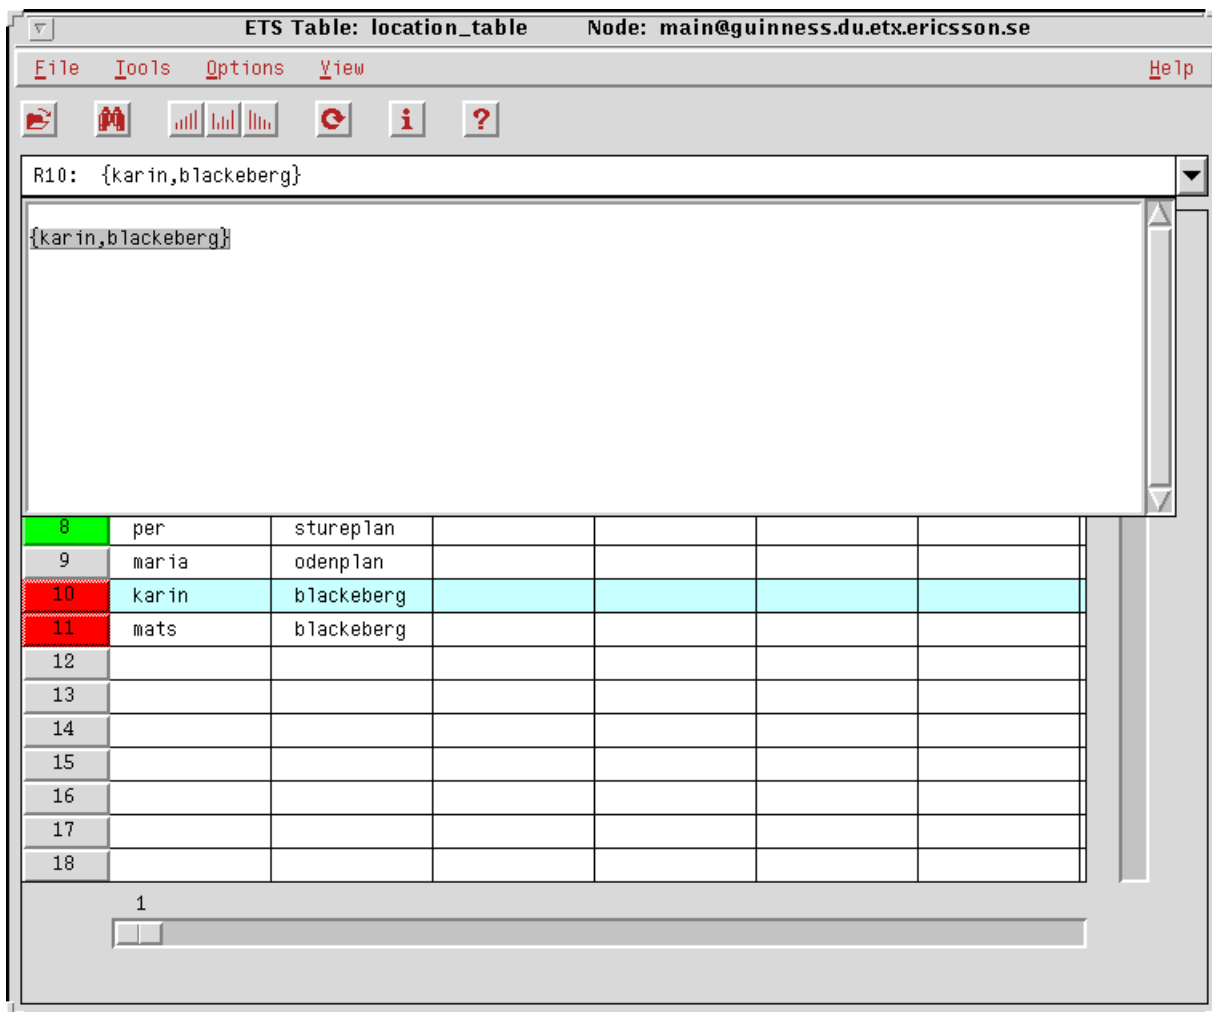 ETS Table: location_table Node: main@guinness.du.etx.ericsson.se
File Tools Options View Help
R10: {karin,blackeberg}
{karin,blackeberg}
8 per stureplan
9 maria odenplan
10 karin blackeberg
11 mats blackeberg
12
13
14
15
16
17
18
1